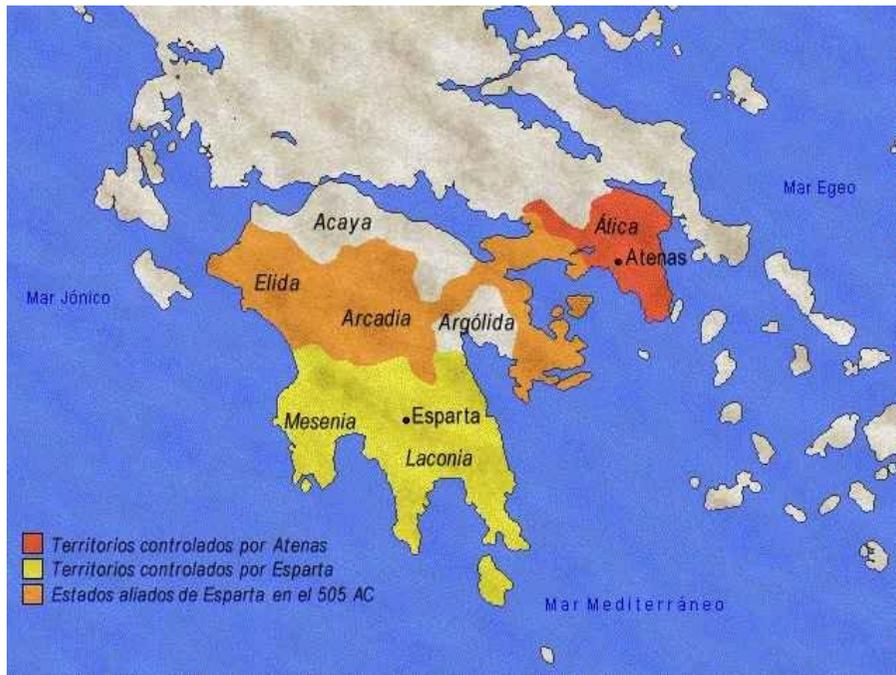 Mar Egeo
Acaya
Álica
Atenas
Elida
Mar Jónico
Arcadia
Argólida
Mesenia
Esparta
Laconia
Territorios controlados por Atenas
Territorios controlados por Esparta
Estados aliados de Esparta en el 505 AC
Mar Mediterráneo